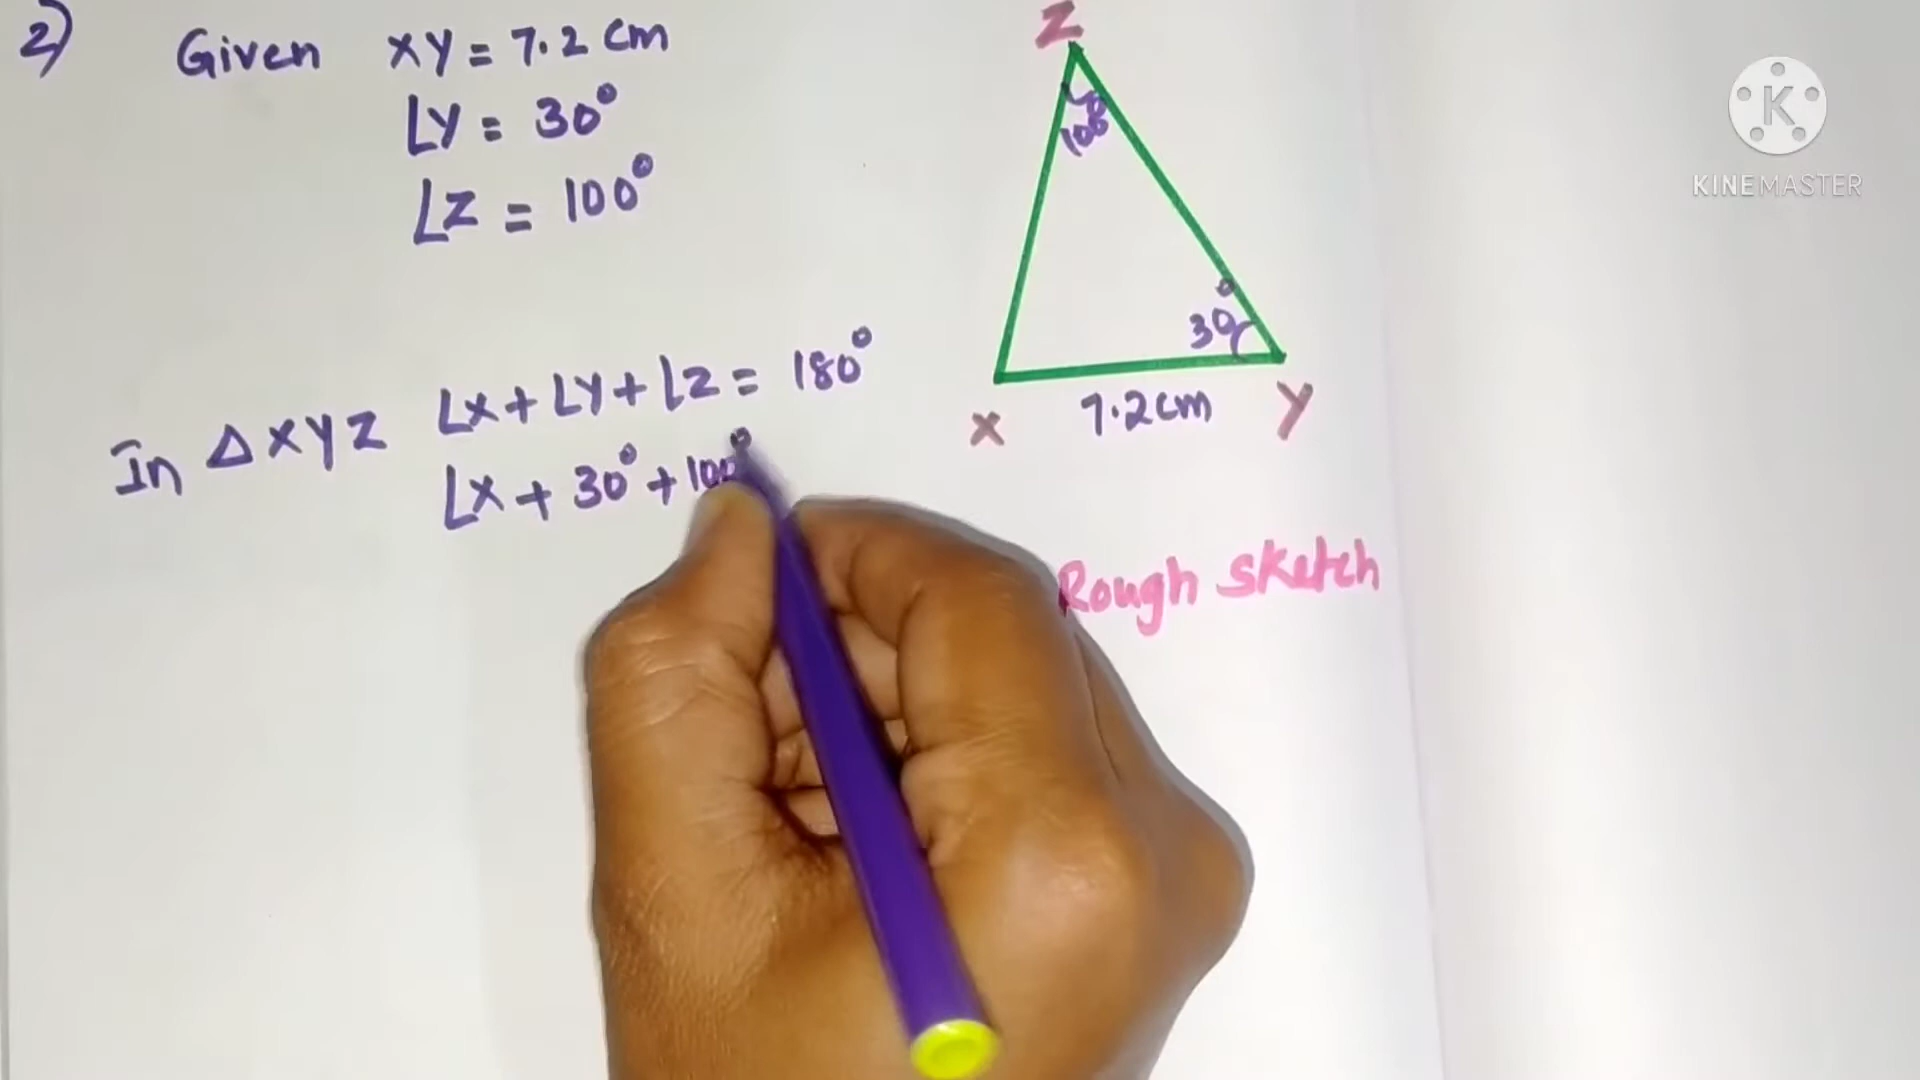 2)
Given XY = 7.2 cm
∠Y = 30°
∠Z = 100°
Z
100°
30°
X
7.2cm
Y
In ΔXYZ ∠X + ∠Y + ∠Z = 180°
∠X + 30° + 100°
Rough sketch
K
KINEMASTER